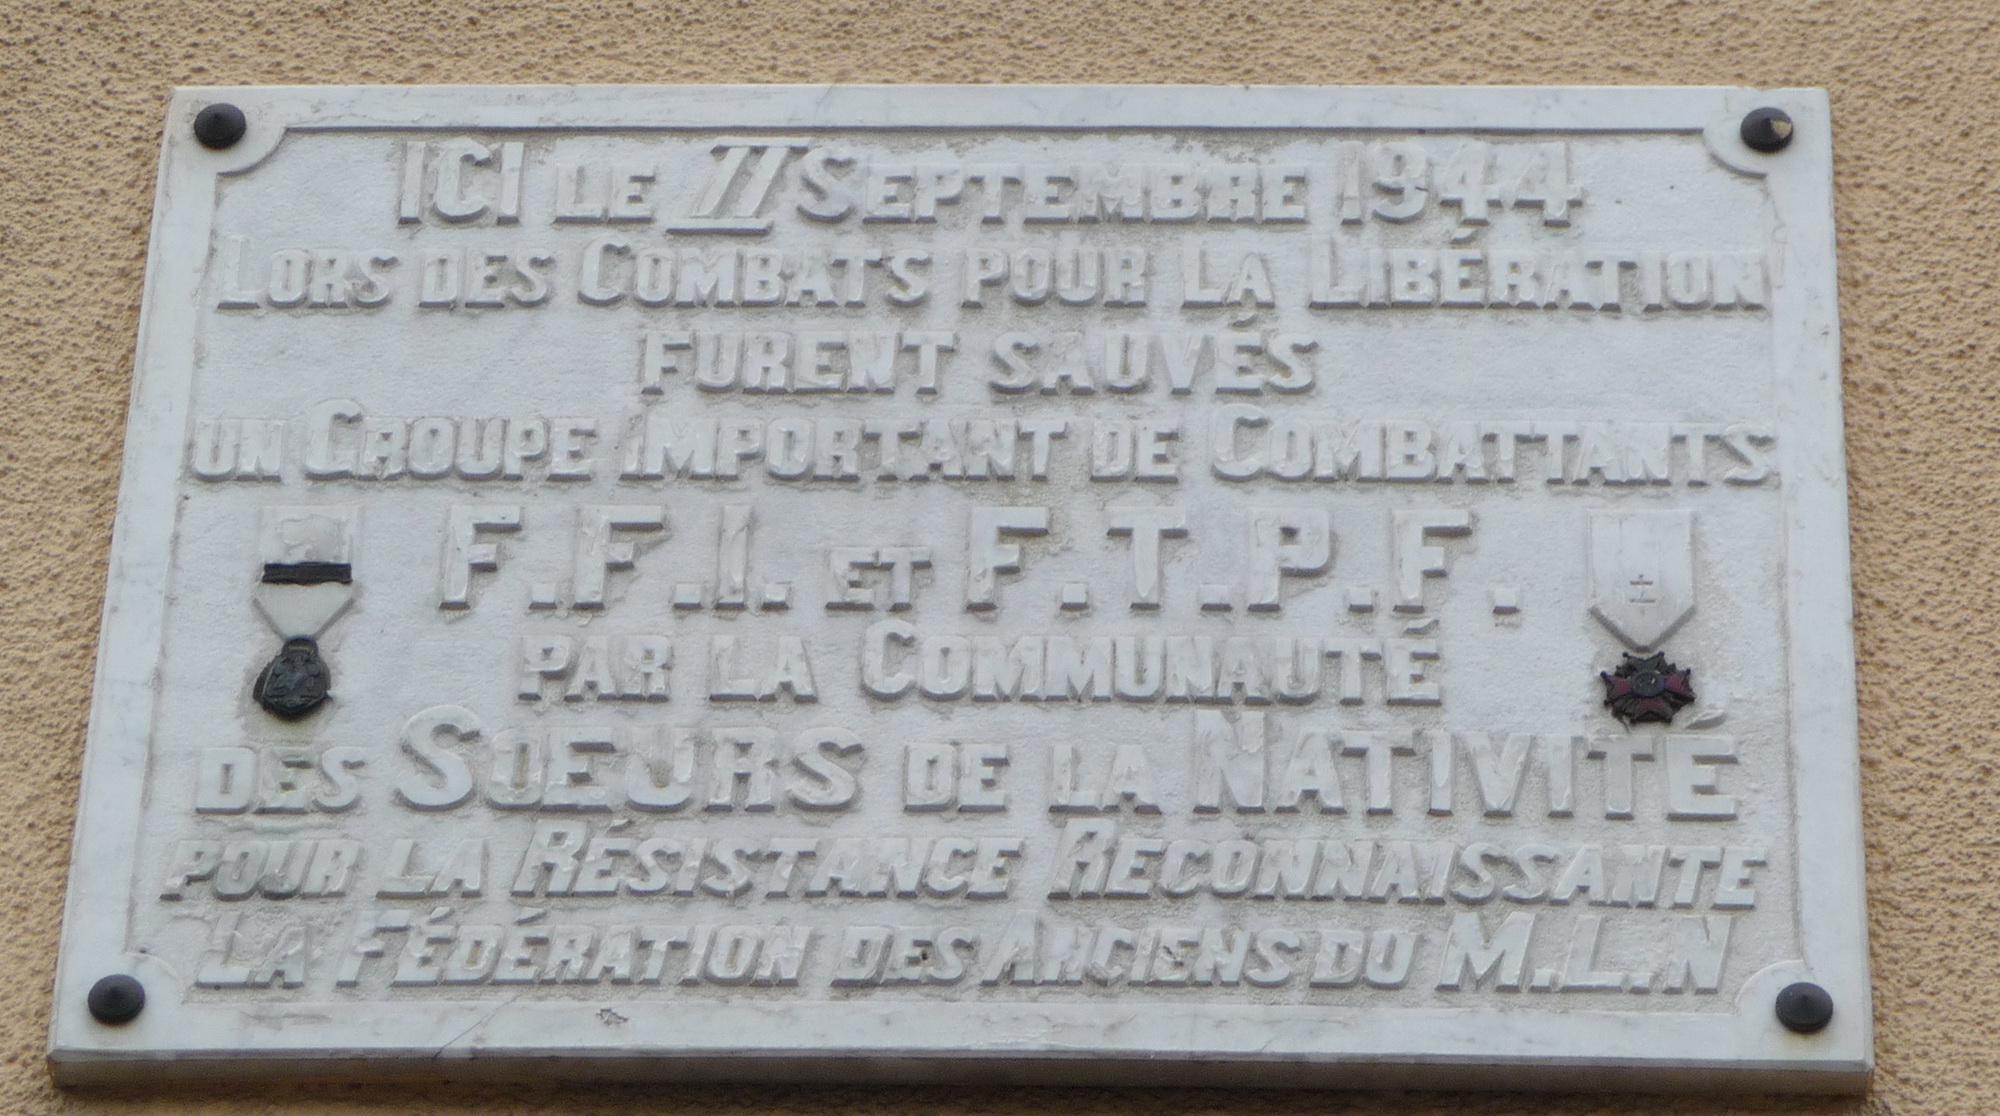 ICI LE II SEPTEMBRE 1944
LORS DES COMBATS POUR LA LIBÉRATION
FURENT SAUVÉS
UN GROUPE IMPORTANT DE COMBATTANTS
F.F.I. ET F.T.P.F.
PAR LA COMMUNAUTÉ
DES SŒURS DE LA NATIVITÉ
POUR LA RÉSISTANCE RECONNAISSANTE
LA FÉDÉRATION DES ANCIENS DU M.L.N